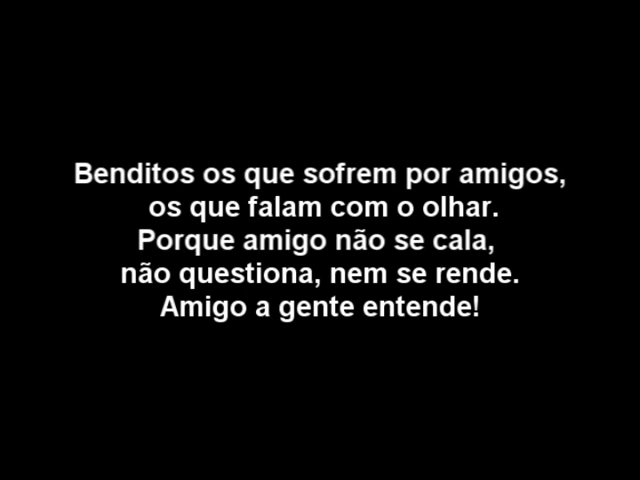 Benditos os que sofrem por amigos,
os que falam com o olhar.
Porque amigo não se cala,
não questiona, nem se rende.
Amigo a gente entende!